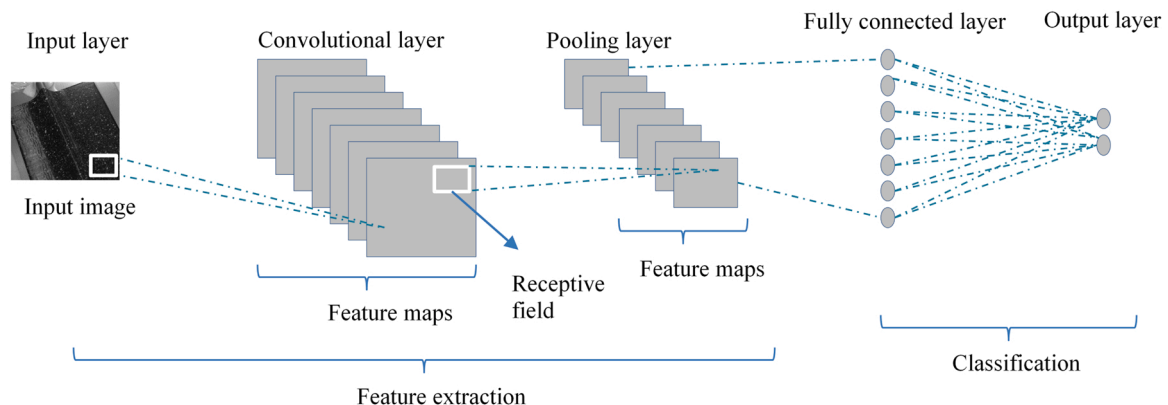 Input layer
Convolutional layer
Pooling layer
Fully connected layer
Output layer
Input image
Receptive
field
Feature maps
Feature maps
Feature extraction
Classification